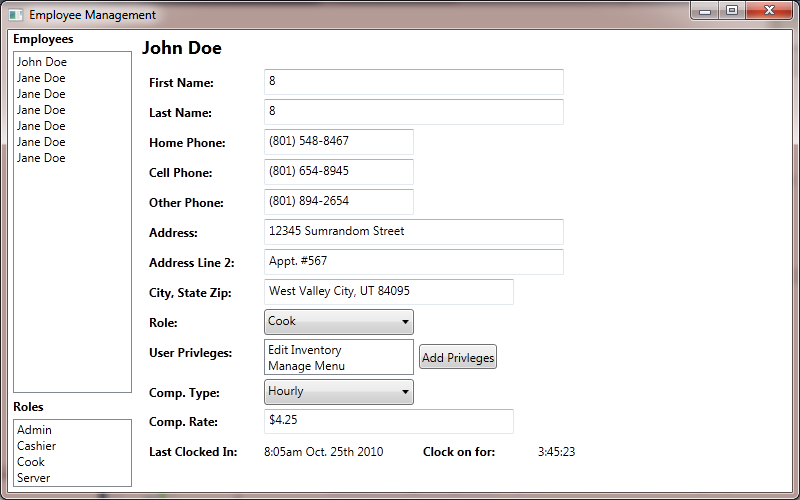 Employee Management
Employees
John Doe
Jane Doe
Jane Doe
Jane Doe
Jane Doe
Jane Doe
Jane Doe
Roles
Admin
Cashier
Cook
Server
John Doe
First Name: 8
Last Name: 8
Home Phone: (801) 548-8467
Cell Phone: (801) 654-8945
Other Phone: (801) 894-2654
Address: 12345 Sumrandom Street
Address Line 2: Appt. #567
City, State Zip: West Valley City, UT 84095
Role: Cook
User Privleges: Edit Inventory
Manage Menu
Add Privleges
Comp. Type: Hourly
Comp. Rate: $4.25
Last Clocked In: 8:05am Oct. 25th 2010 Clock on for: 3:45:23